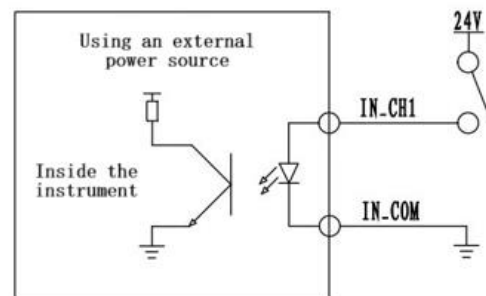 Using an external
power source
24V
IN_CH1
Inside the
instrument
IN_COM